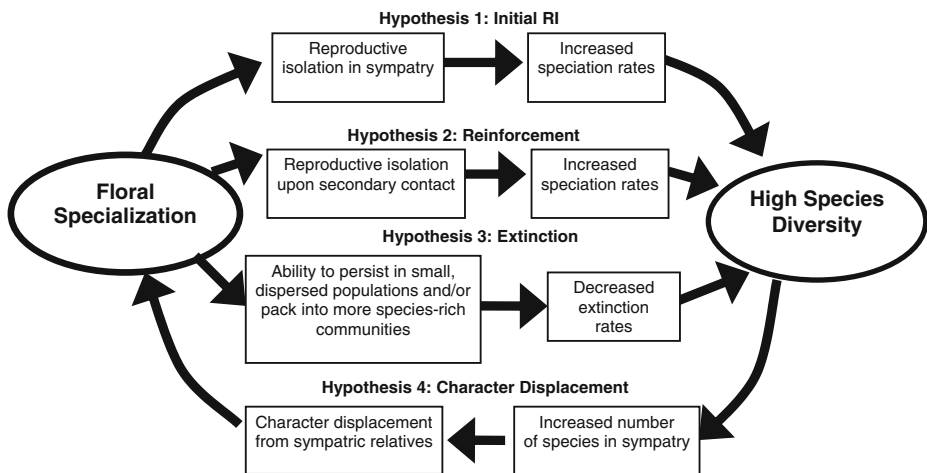 Hypothesis 1: Initial RI
Reproductive
isolation in sympatry
Increased
speciation rates
Hypothesis 2: Reinforcement
Reproductive isolation
upon secondary contact
Increased
speciation rates
Floral
Specialization
High Species
Diversity
Hypothesis 3: Extinction
Ability to persist in small,
dispersed populations and/or
pack into more species-rich
communities
Decreased
extinction
rates
Hypothesis 4: Character Displacement
Character displacement
from sympatric relatives
Increased number
of species in sympatry